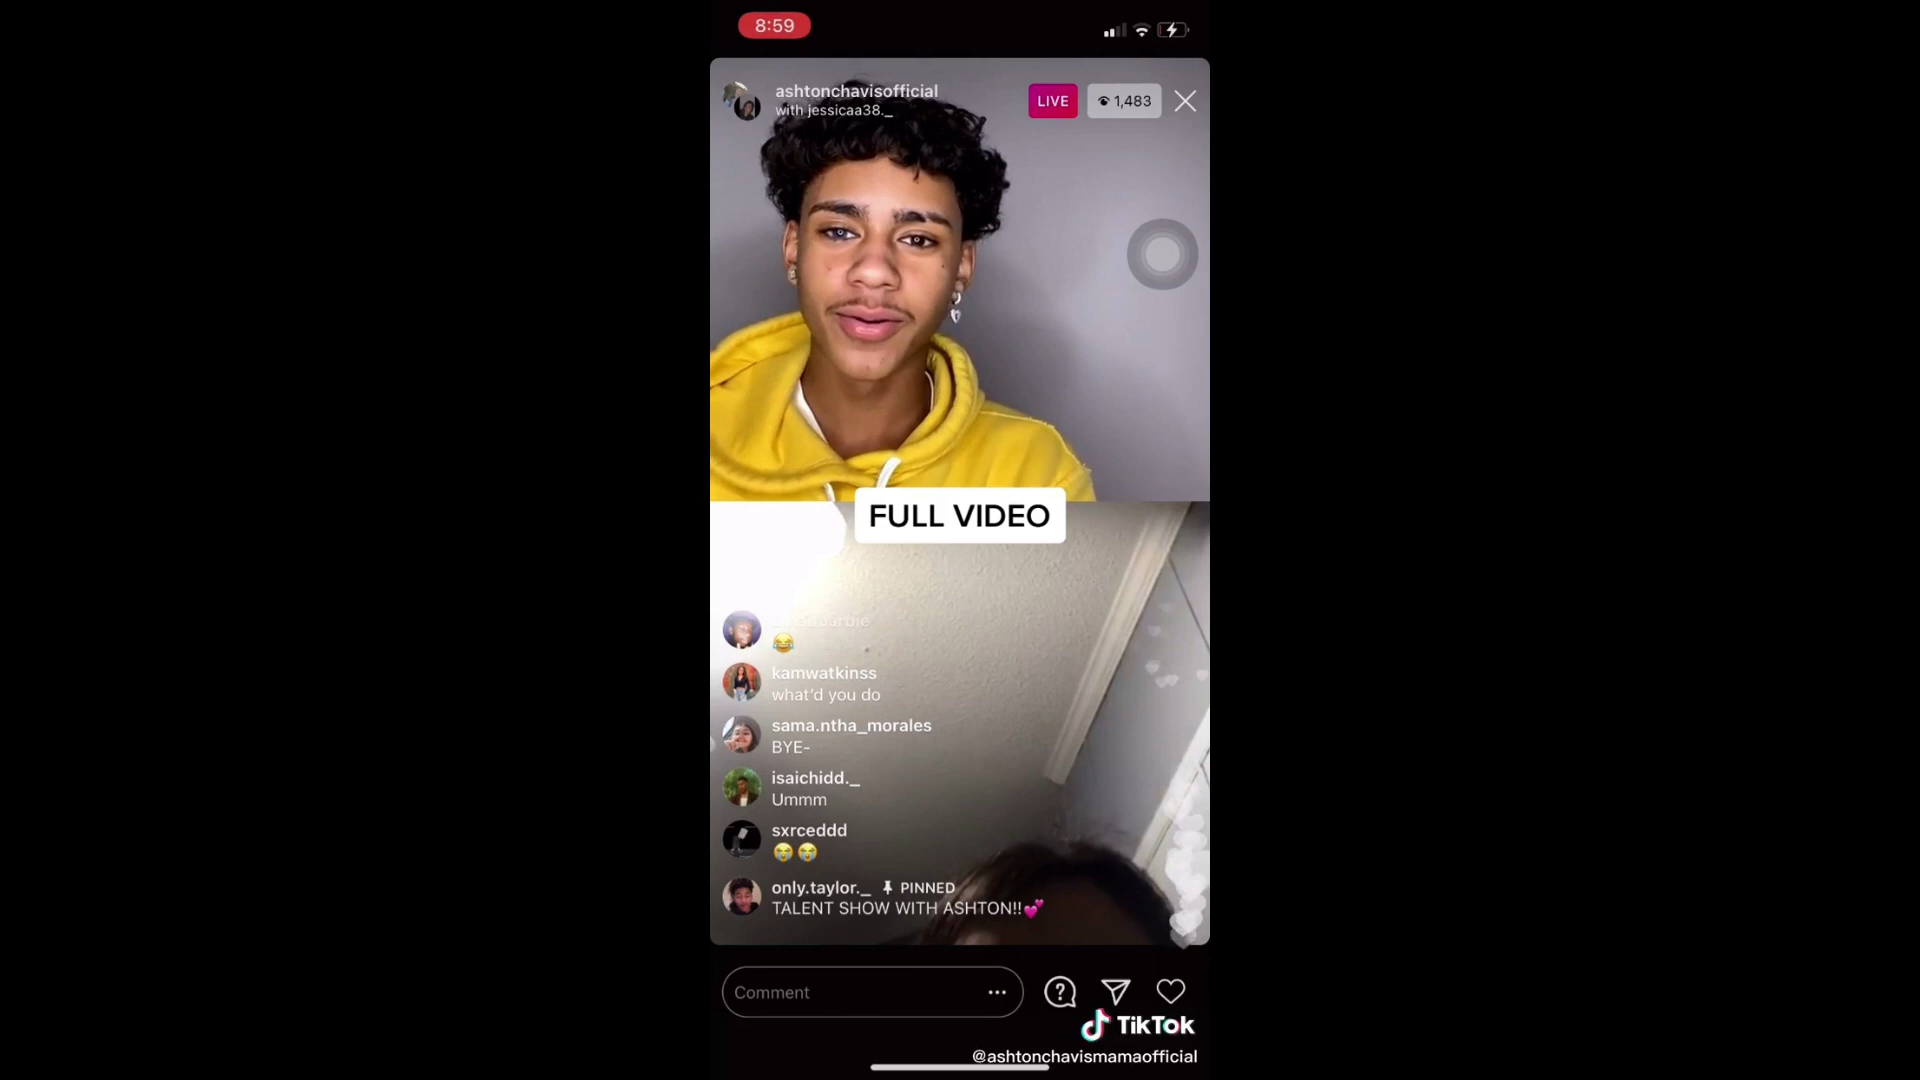 8:59
ashtonchavisofficial
with jessicaa38._
LIVE
1,483
FULL VIDEO
😂
kamwatkinss
what'd you do
sama.ntha_morales
BYE-
isaichidd._
Ummm
sxrceddd
😭😭
only.taylor._ PINNED
TALENT SHOW WITH ASHTON!!💕
Comment
TikTok
@ashtonchavismamaofficial